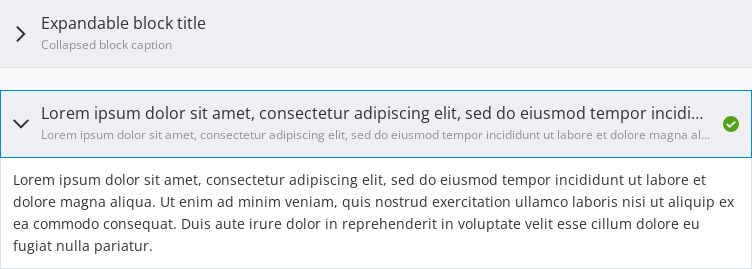 Expandable block title
Collapsed block caption
Lorem ipsum dolor sit amet, consectetur adipiscing elit, sed do eiusmod tempor incidi...
Lorem ipsum dolor sit amet, consectetur adipiscing elit, sed do eiusmod tempor incididunt ut labore et dolore magna al...
Lorem ipsum dolor sit amet, consectetur adipiscing elit, sed do eiusmod tempor incididunt ut labore et
dolore magna aliqua. Ut enim ad minim veniam, quis nostrud exercitation ullamco laboris nisi ut aliquip ex
ea commodo consequat. Duis aute irure dolor in reprehenderit in voluptate velit esse cillum dolore eu
fugiat nulla pariatur.